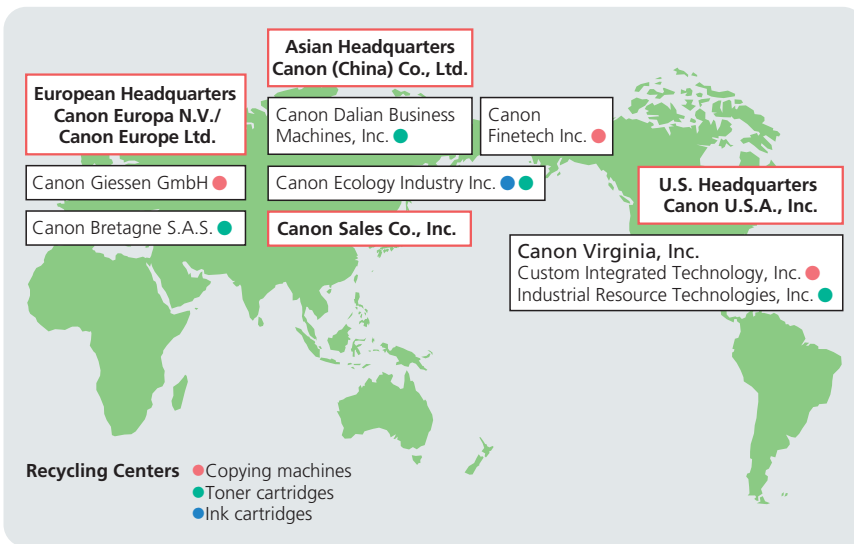 Asian Headquarters
Canon (China) Co., Ltd.
European Headquarters
Canon Europa N.V./
Canon Europe Ltd.
Canon Dalian Business
Machines, Inc.
Canon
Finetech Inc.
Canon Giessen GmbH
Canon Ecology Industry Inc.
U.S. Headquarters
Canon U.S.A., Inc.
Canon Bretagne S.A.S.
Canon Sales Co., Inc.
Canon Virginia, Inc.
Custom Integrated Technology, Inc.
Industrial Resource Technologies, Inc.
Recycling Centers
Copying machines
Toner cartridges
Ink cartridges